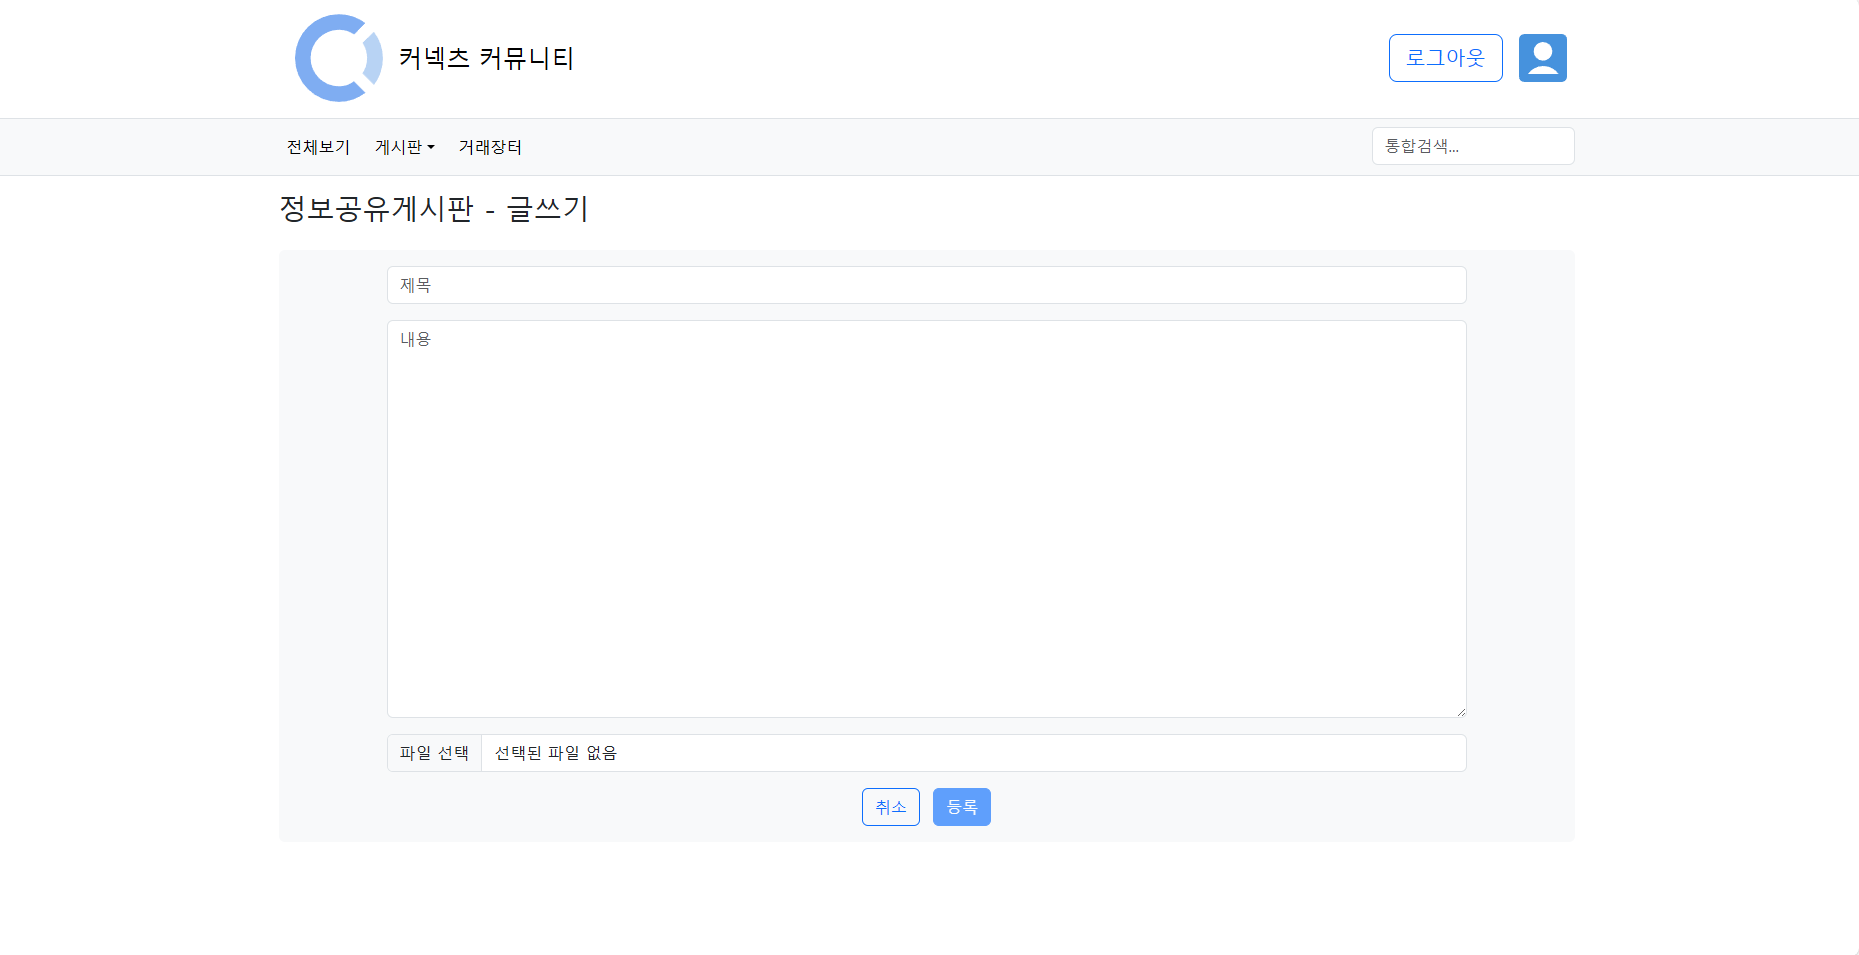 커넥츠 커뮤니티
로그아웃
전체보기 게시판 거래장터
통합검색...
정보공유게시판 - 글쓰기
제목
내용
파일 선택 선택된 파일 없음
취소 등록